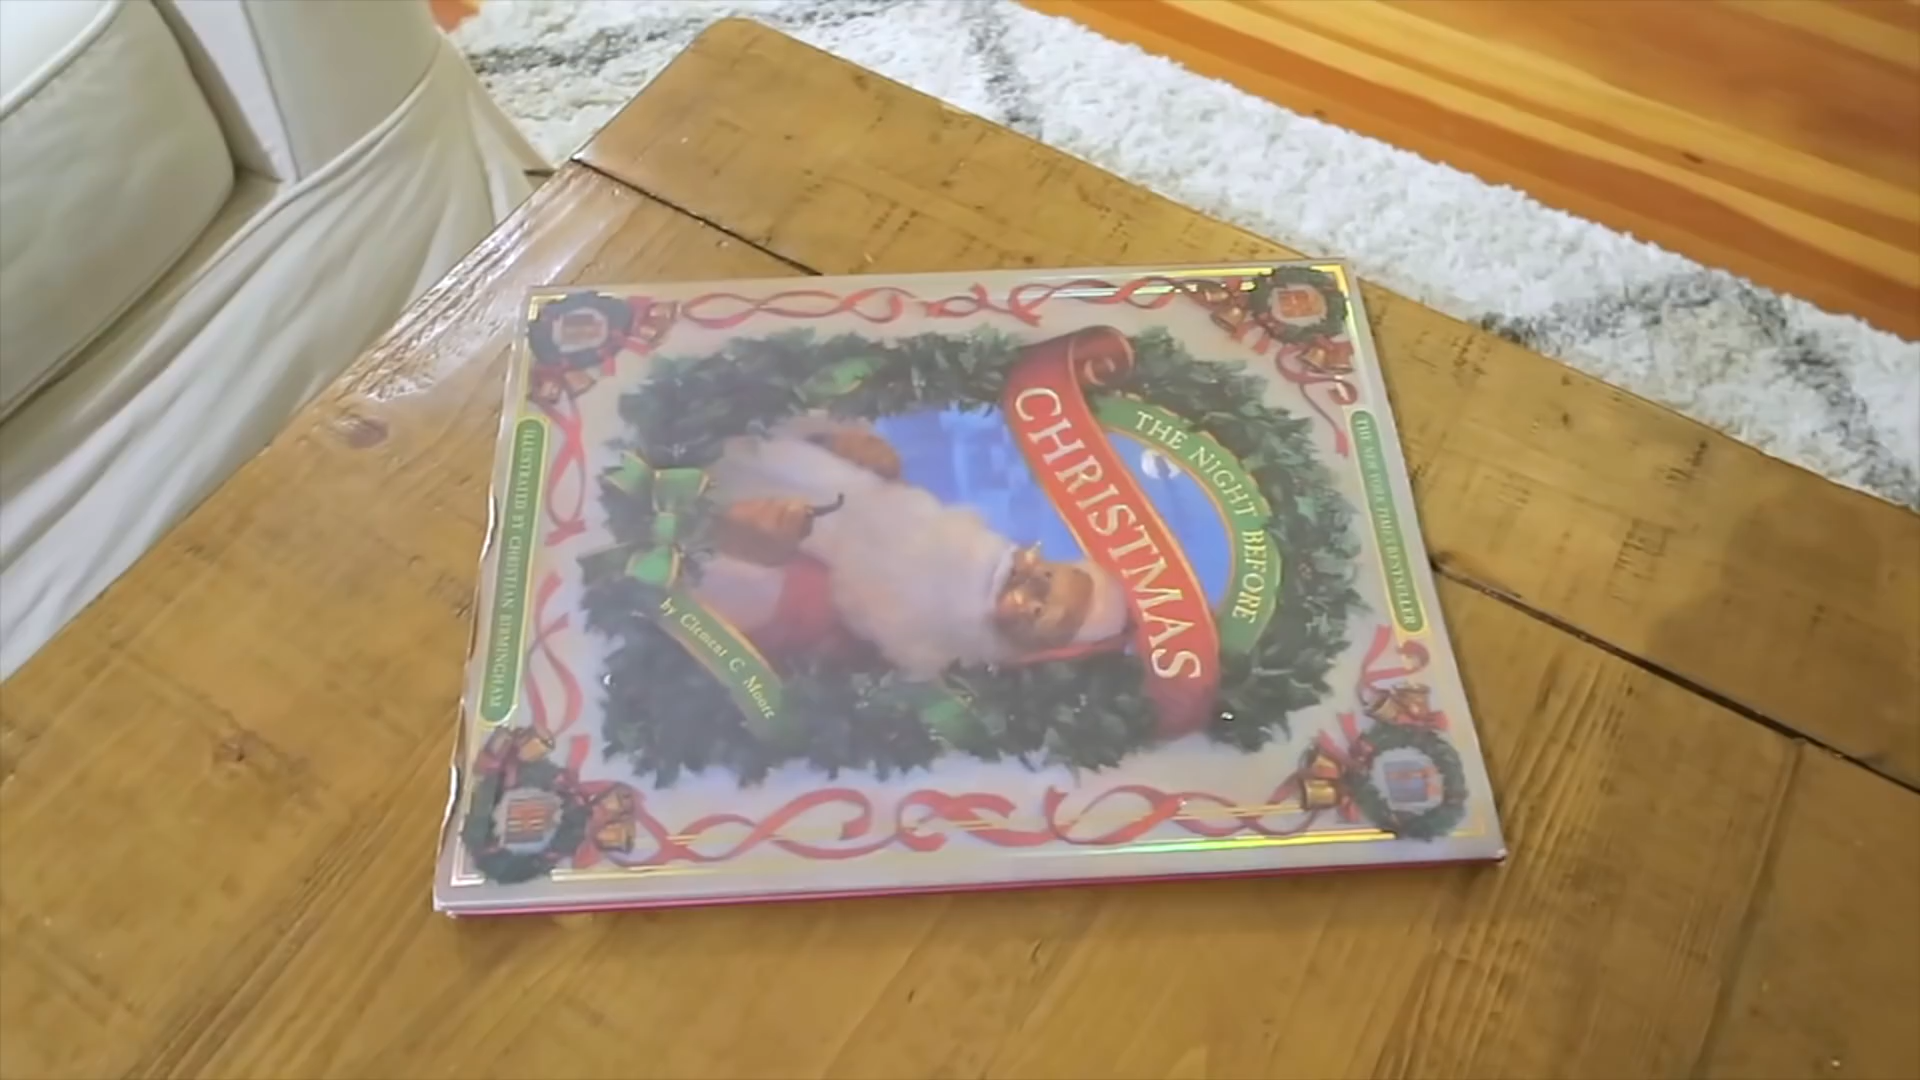 THE NEW YORK TIMES BESTSELLER
THE NIGHT BEFORE
CHRISTMAS
by Clement C. Moore
ILLUSTRATED BY CHRISTIAN BIRMINGHAM